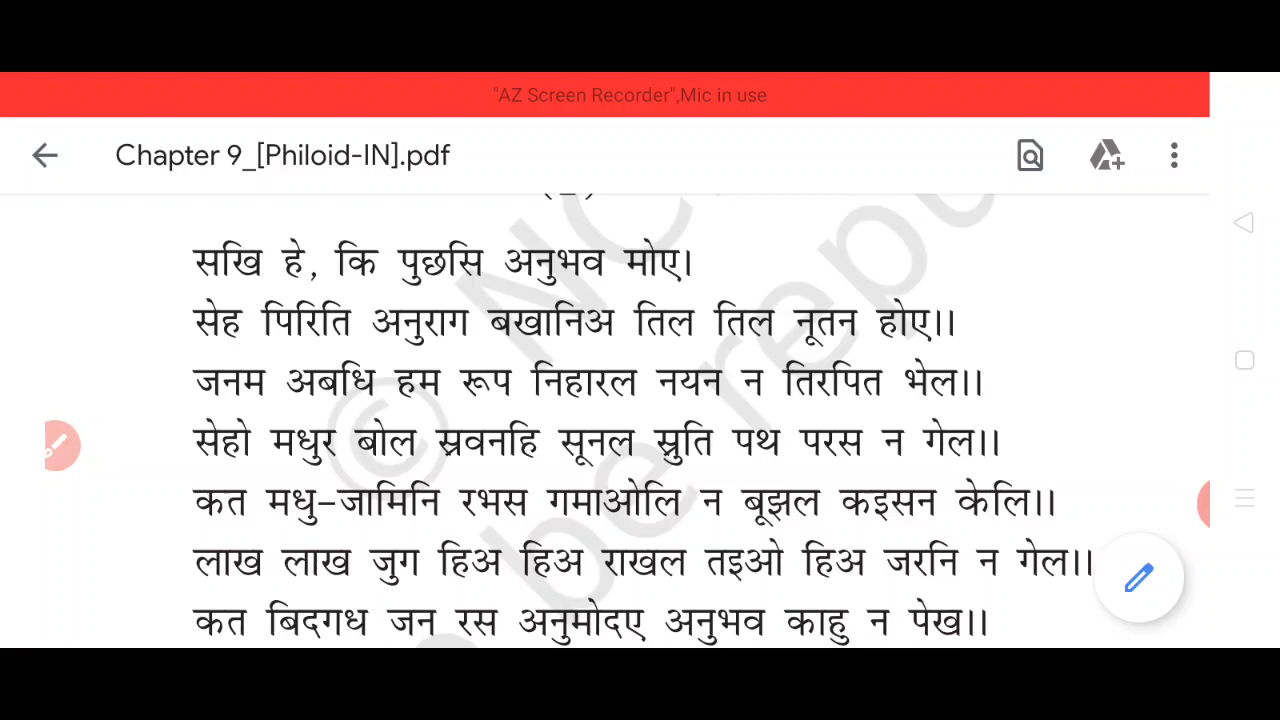 "AZ Screen Recorder",Mic in use
Chapter 9_[Philoid-IN].pdf
सखि हे, कि पुछसि अनुभव मोए।
सेह पिरिति अनुराग बखानिअ तिल तिल नूतन होए।।
जनम अबधि हम रूप निहारल नयन न तिरपित भेल।।
सेहो मधुर बोल स्रवनहि सूनल स्रुति पथ परस न गेल।।
कत मधु-जामिनि रभस गमाओलि न बूझल कइसन केलि।।
लाख लाख जुग हिअ हिअ राखल तइओ हिअ जरनि न गेल।।
कत बिदगध जन रस अनुमोदए अनुभव काहु न पेख।।